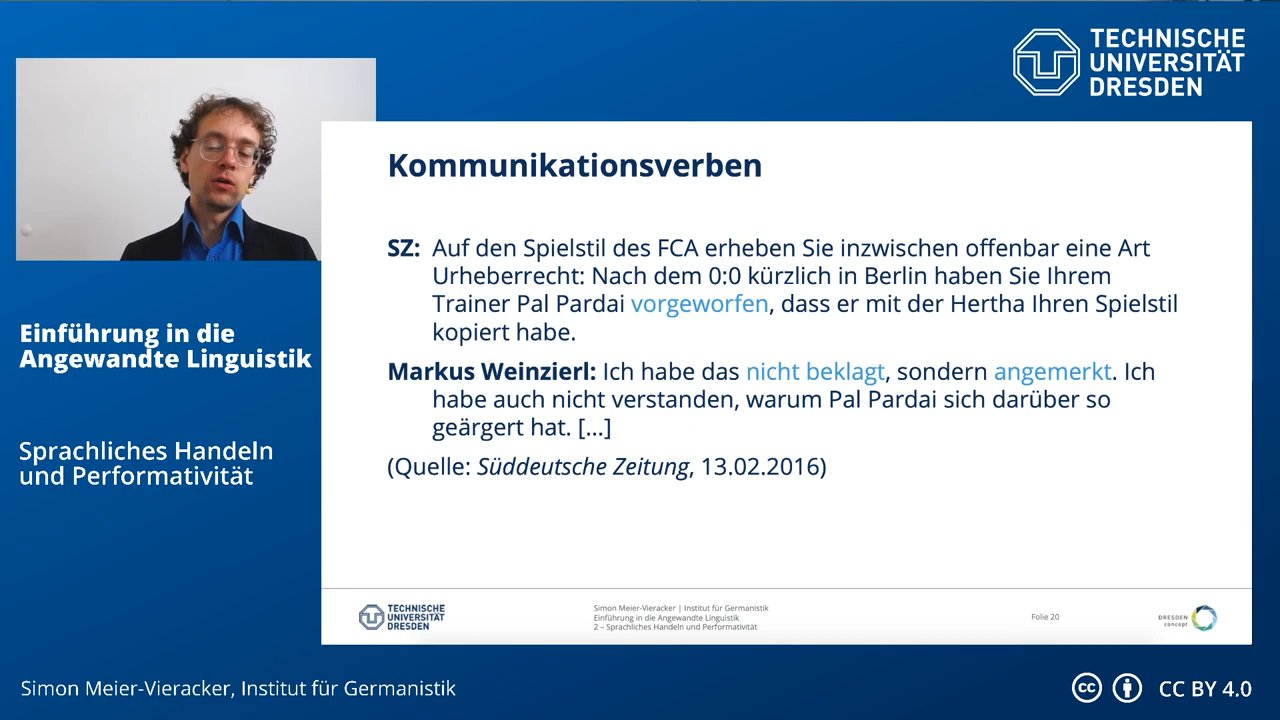 TECHNISCHE
UNIVERSITÄT
DRESDEN
Kommunikationsverben
SZ: Auf den Spielstil des FCA erheben Sie inzwischen offenbar eine Art
Urheberrecht: Nach dem 0:0 kürzlich in Berlin haben Sie Ihrem
Trainer Pal Pardai vorgeworfen, dass er mit der Hertha Ihren Spielstil
kopiert habe.
Markus Weinzierl: Ich habe das nicht beklagt, sondern angemerkt. Ich
habe auch nicht verstanden, warum Pal Pardai sich darüber so
geärgert hat. [...]
(Quelle: Süddeutsche Zeitung, 13.02.2016)
Einführung in die
Angewandte Linguistik
Sprachliches Handeln
und Performativität
TECHNISCHE
UNIVERSITÄT
DRESDEN
Simon Meier-Vieracker | Institut für Germanistik
Einführung in die Angewandte Linguistik
2 – Sprachliches Handeln und Performativität
Folie 20
DRESDEN
concept
Simon Meier-Vieracker, Institut für Germanistik
cc
CC BY 4.0